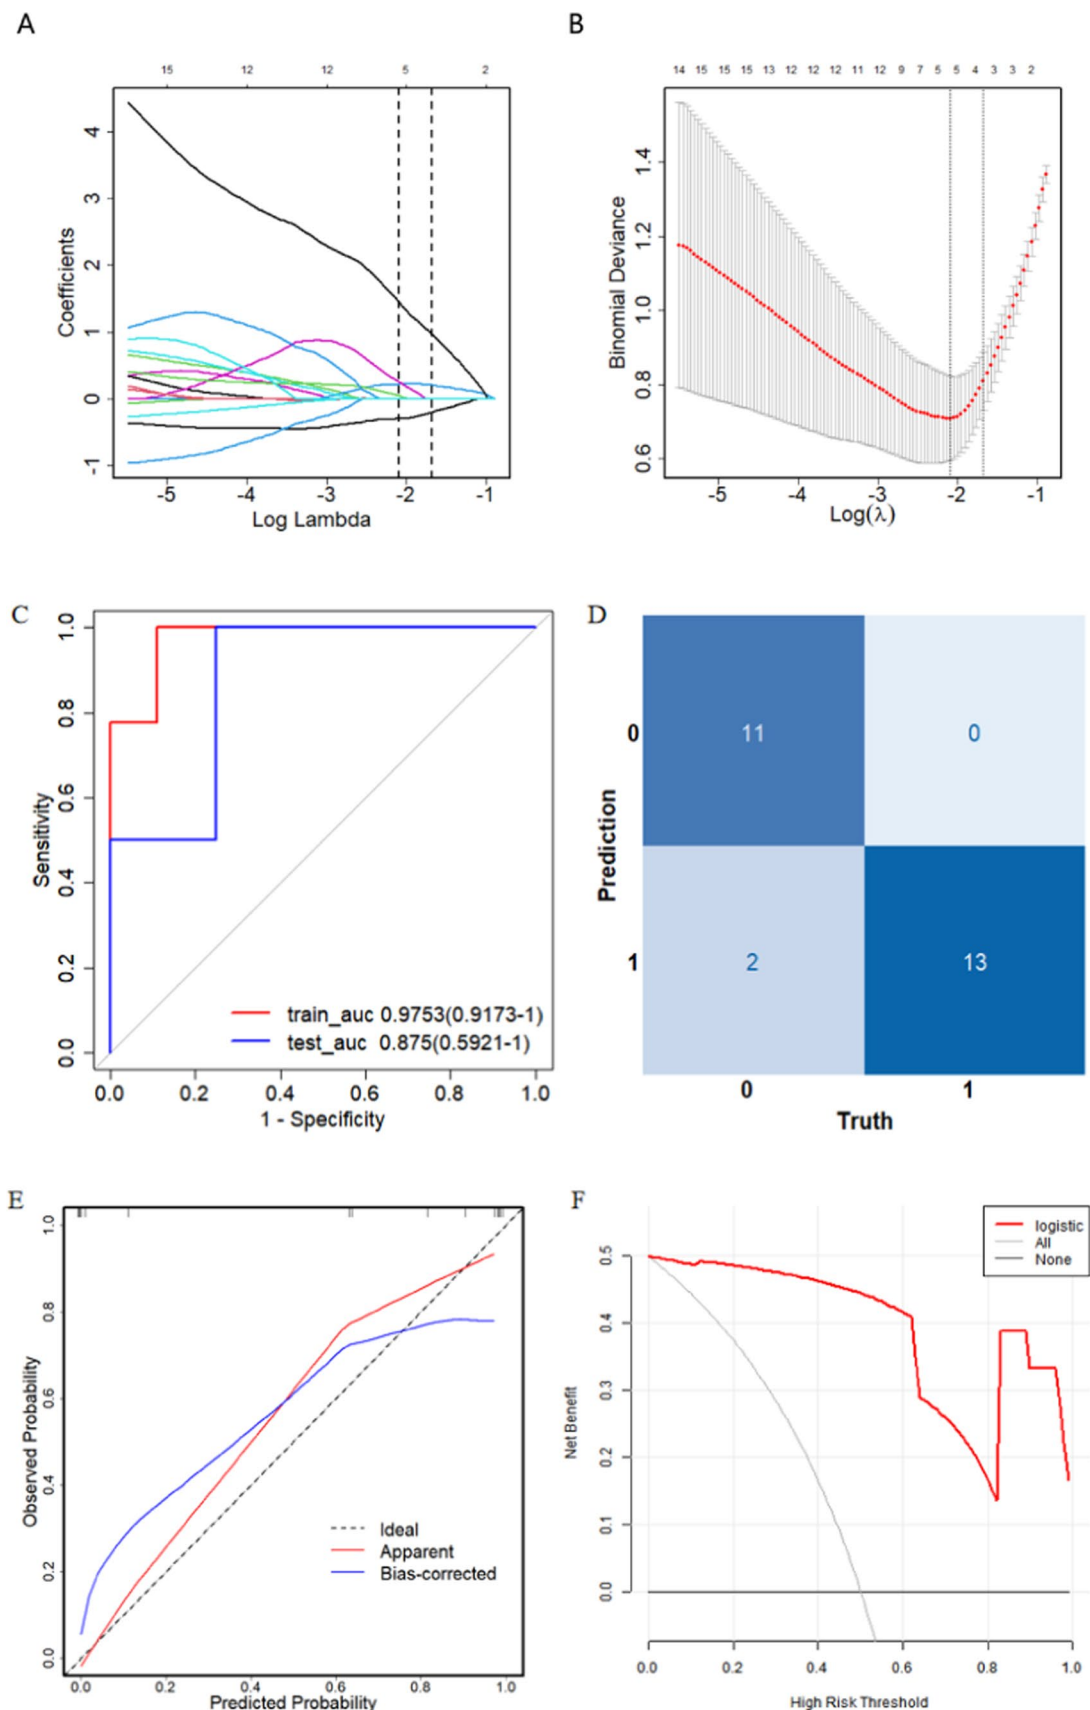 A
15 12 12 5 2
Coefficients
4
3
2
1
0
-1
-5 -4 -3 -2 -1
Log Lambda
B
14 15 15 15 13 12 12 12 11 12 9 7 5 5 4 3 3 2
Binomial Deviance
1.4
1.2
1.0
0.8
0.6
-5 -4 -3 -2 -1
Log(λ)
C
Sensitivity
1.0
0.8
0.6
0.4
0.2
0.0
train_auc 0.9753(0.9173-1)
test_auc 0.875(0.5921-1)
0.0 0.2 0.4 0.6 0.8 1.0
1 - Specificity
D
Prediction
0
11 0
1
2 13
0 1
Truth
E
Observed Probability
1.0
0.8
0.6
0.4
0.2
0.0
Ideal
Apparent
Bias-corrected
0.0 0.2 0.4 0.6 0.8 1.0
Predicted Probability
F
logistic
All
None
Net Benefit
0.5
0.4
0.3
0.2
0.1
0.0
0.0 0.2 0.4 0.6 0.8 1.0
High Risk Threshold